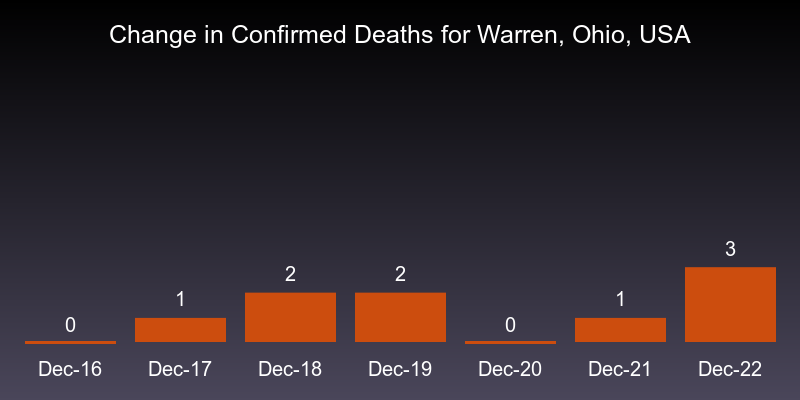 Change in Confirmed Deaths for Warren, Ohio, USA
3
2 2
1 1
0 0
Dec-16 Dec-17 Dec-18 Dec-19 Dec-20 Dec-21 Dec-22